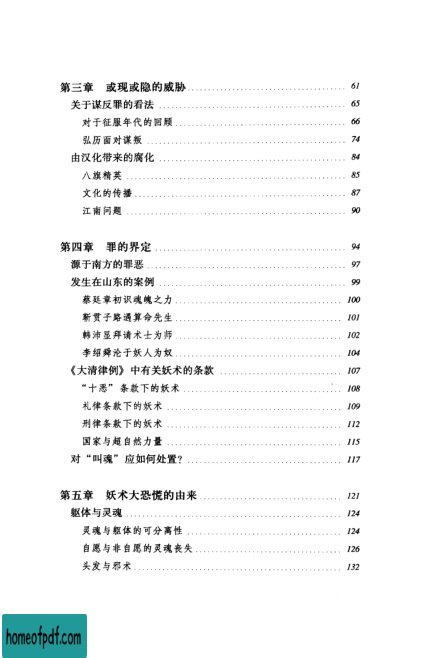 第三章 或现或隐的威胁 61
关于谋反罪的看法 65
对于征服年代的回顾 66
弘历面对谋叛 74
由汉化带来的腐化 84
八旗精英 85
文化的传播 87
江南问题 90
第四章 罪的界定 94
源于南方的罪恶 97
发生在山东的案例 99
蔡廷章初识魂魄之力 100
靳贯子路遇算命先生 101
韩沛显拜请术士为师 102
李绍舜沦于妖人为奴 104
《大清律例》中有关妖术的条款 107
“十恶”条款下的妖术 108
礼律条款下的妖术 109
刑律条款下的妖术 112
国家与超自然力量 115
对“叫魂”应如何处置？ 117
第五章 妖术大恐慌的由来 121
躯体与灵魂 124
灵魂与躯体的可分离性 124
自愿与非自愿的灵魂丧失 126
头发与邪术 132
homeofpdf.com